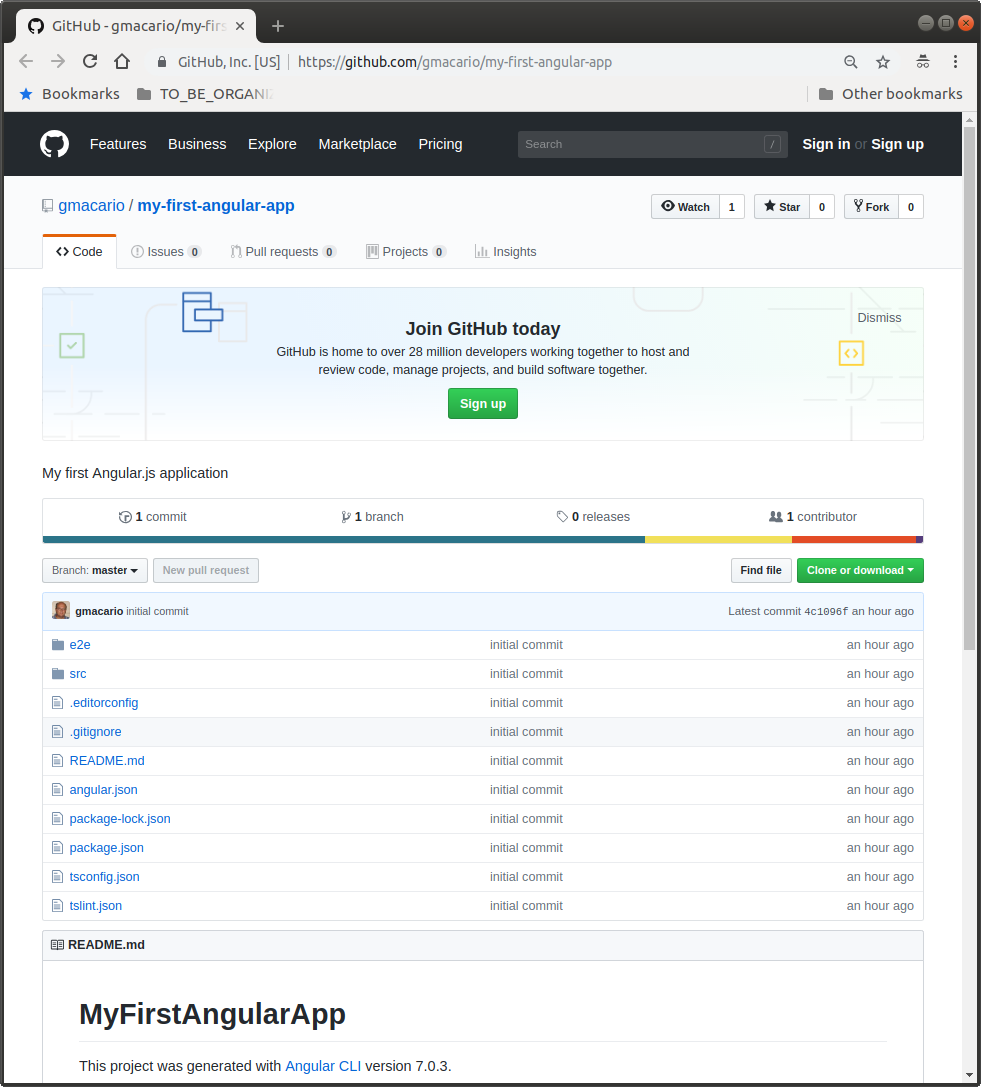 GitHub - gmacario/my-firs
GitHub, Inc. [US] https://github.com/gmacario/my-first-angular-app
Bookmarks TO_BE_ORGANI Other bookmarks
Features Business Explore Marketplace Pricing Search / Sign in or Sign up
gmacario / my-first-angular-app Watch 1 Star 0 Fork 0
Code Issues 0 Pull requests 0 Projects 0 Insights
Join GitHub today
Dismiss
GitHub is home to over 28 million developers working together to host and
review code, manage projects, and build software together.
Sign up
My first Angular.js application
1 commit 1 branch 0 releases 1 contributor
Branch: master New pull request Find file Clone or download
gmacario initial commit Latest commit 4c1096f an hour ago
e2e initial commit an hour ago
src initial commit an hour ago
.editorconfig initial commit an hour ago
.gitignore initial commit an hour ago
README.md initial commit an hour ago
angular.json initial commit an hour ago
package-lock.json initial commit an hour ago
package.json initial commit an hour ago
tsconfig.json initial commit an hour ago
tslint.json initial commit an hour ago
README.md
MyFirstAngularApp
This project was generated with Angular CLI version 7.0.3.